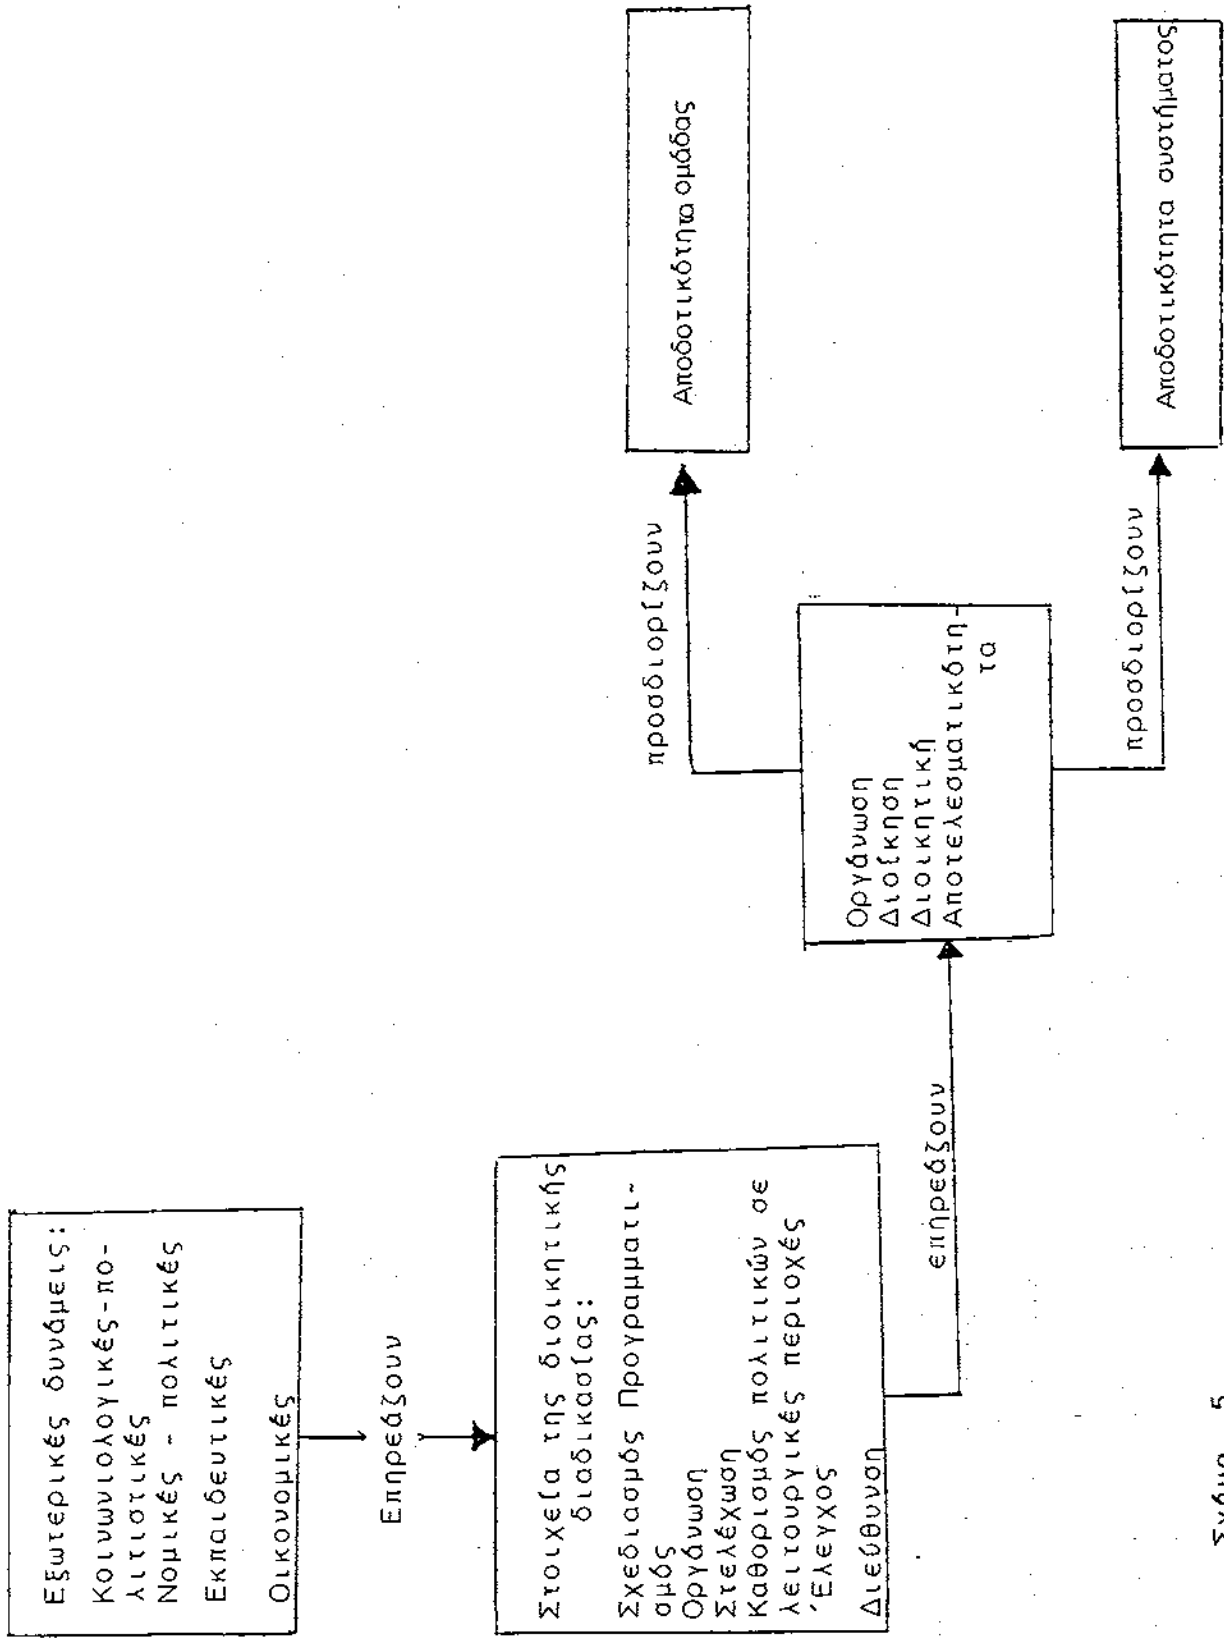 Εξωτερικές δυνάμεις:
Κοινωνιολογικές-πο-
λιτιστικές
Νομικές - πολιτικές
Εκπαιδευτικές
Οικονομικές
Επηρεάζουν
Στοιχεία της διοικητικής
διαδικασίας:
Σχεδιασμός Προγραμματι-
σμός
Οργάνωση
Στελέχωση
Καθορισμός πολιτικών σε
λειτουργικές περιοχές
Έλεγχος
Διεύθυνση
επηρεάζουν
Οργάνωση
Διοίκηση
Διοικητική
Αποτελεσματικότη-
τα
προσδιορίζουν
Αποδοτικότητα ομάδας
προσδιορίζουν
Αποδοτικότητα συστήματος
Σχήμα 5